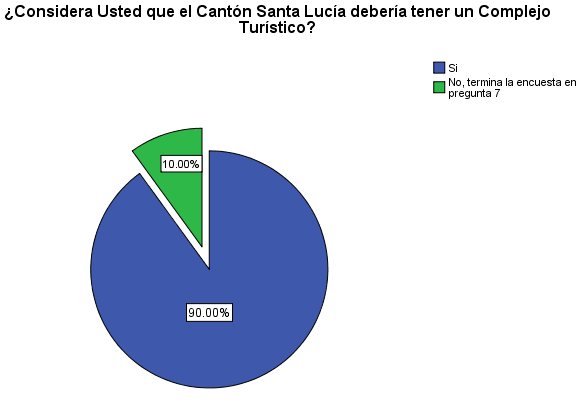 ¿Considera Usted que el Cantón Santa Lucía debería tener un Complejo
Turístico?
Si
No, termina la encuesta en
pregunta 7
10.00%
90.00%